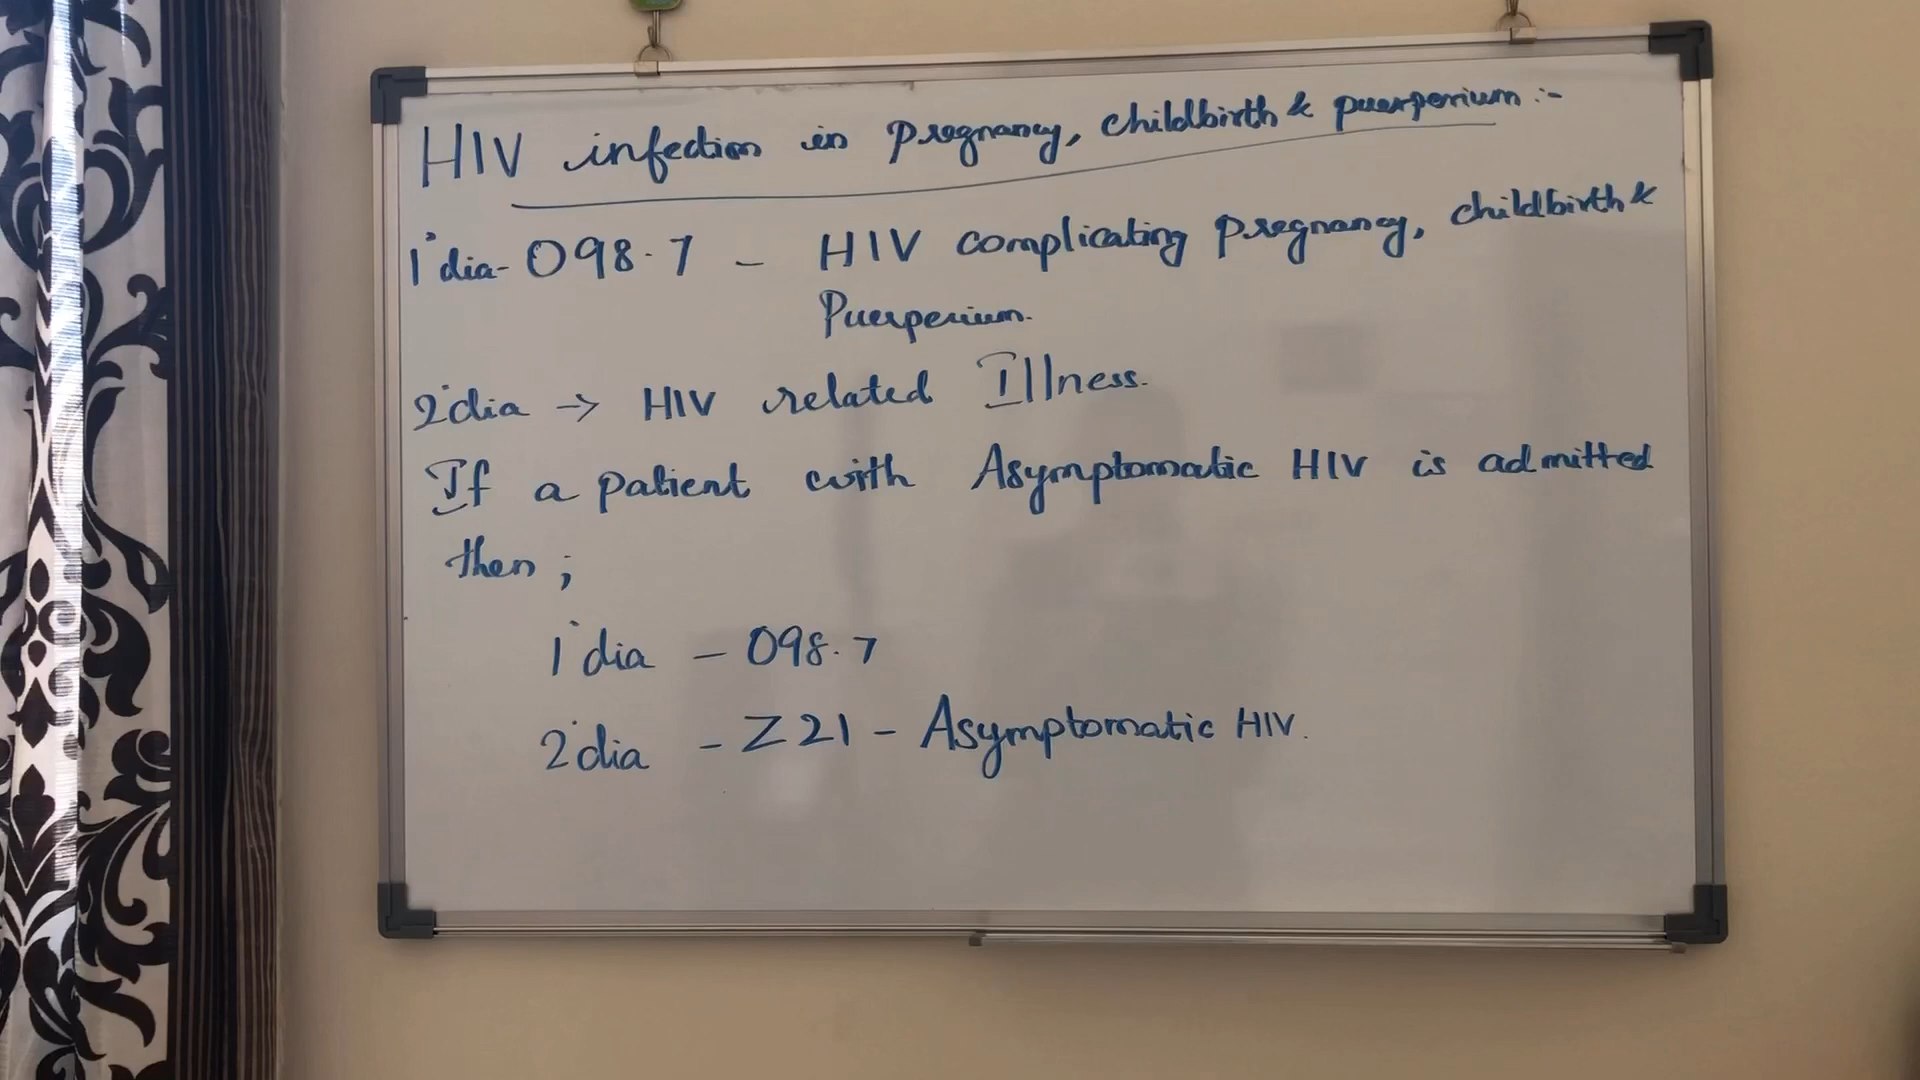 HIV infection in pregnancy, childbirth & puerperium :-
1° dia - O98.7 - HIV complicating pregnancy, childbirth &
Puerperium.
2° dia → HIV related Illness.
If a patient with Asymptomatic HIV is admitted
then ;
1° dia - O98.7
2° dia - Z21 - Asymptomatic HIV.